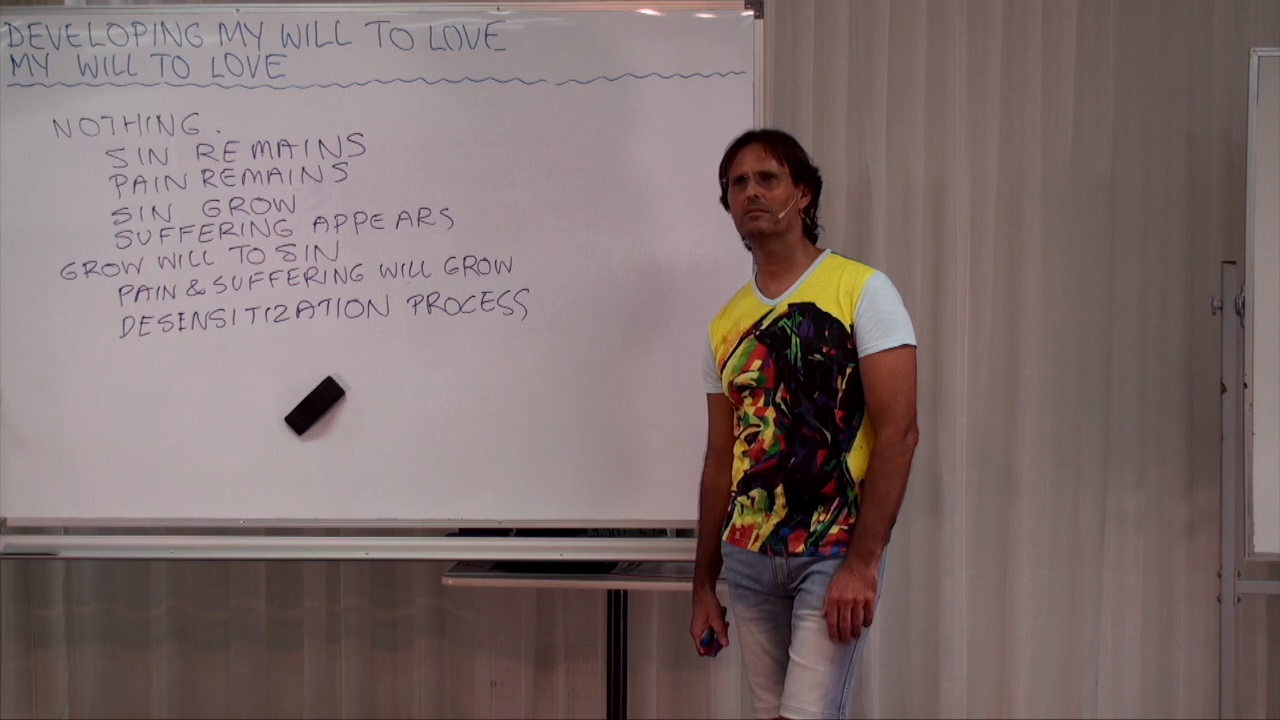 DEVELOPING MY WILL TO LOVE
MY WILL TO LOVE
NOTHING.
SIN REMAINS
PAIN REMAINS
SIN GROW
SUFFERING APPEARS
GROW WILL TO SIN
PAIN & SUFFERING WILL GROW
DESENSITIZATION PROCESS